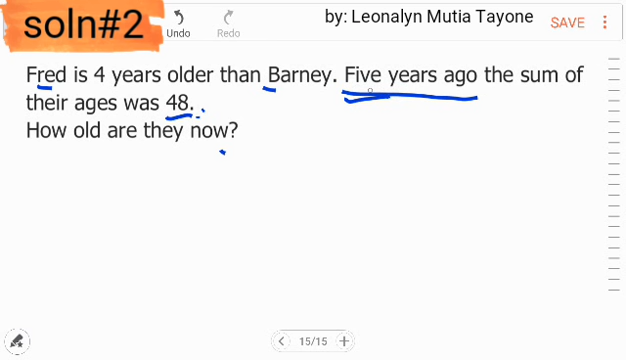 soln#2
Undo
Redo
by: Leonalyn Mutia Tayone
SAVE
Fred is 4 years older than Barney. Five years ago the sum of
their ages was 48.
How old are they now?
15/15